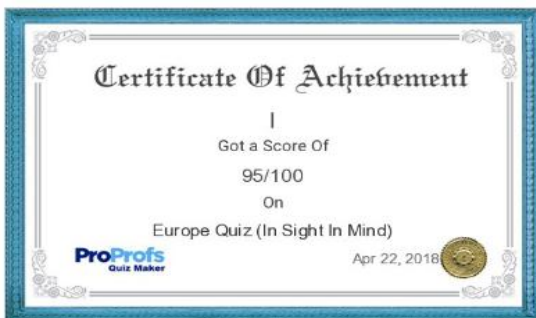 Certificate Of Achievement
I
Got a Score Of
95/100
On
Europe Quiz (In Sight In Mind)
ProProfs
Quiz Maker
Apr 22, 2018